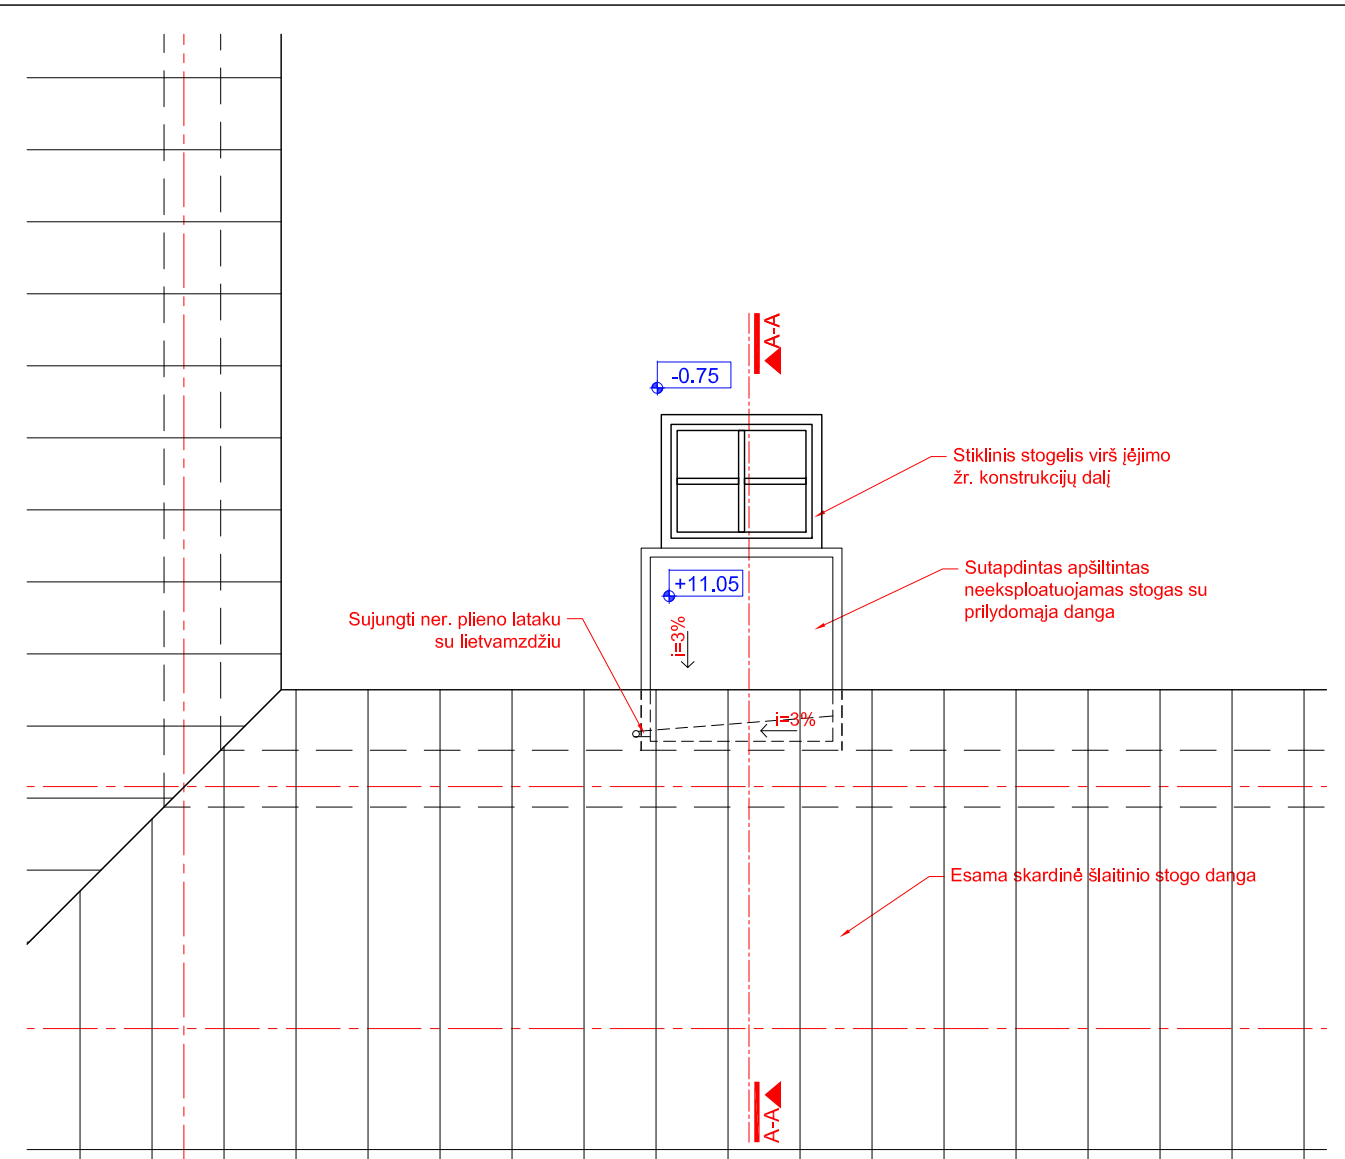 A-A
-0.75
Stiklinis stogelis virš įėjimo
žr. konstrukcijų dalį
Sutapdintas apšiltintas
neeksploatuojamas stogas su
prilydomąja danga
+11.05
Sujungti ner. plieno lataku
su lietvamzdžiu
i=3%
i=3%
Esama skardinė šlaitinio stogo danga
A-A